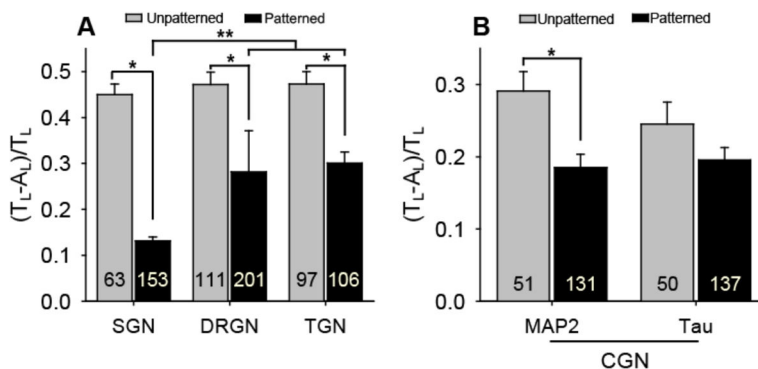 A
Unpatterned Patterned
**
* * *
(TL-AL)/TL
0.5
0.4
0.3
0.2
0.1
0.0
63 153 111 201 97 106
SGN DRGN TGN
B
Unpatterned Patterned
*
(TL-AL)/TL
0.3
0.2
0.1
0.0
51 131 50 137
MAP2 Tau
CGN